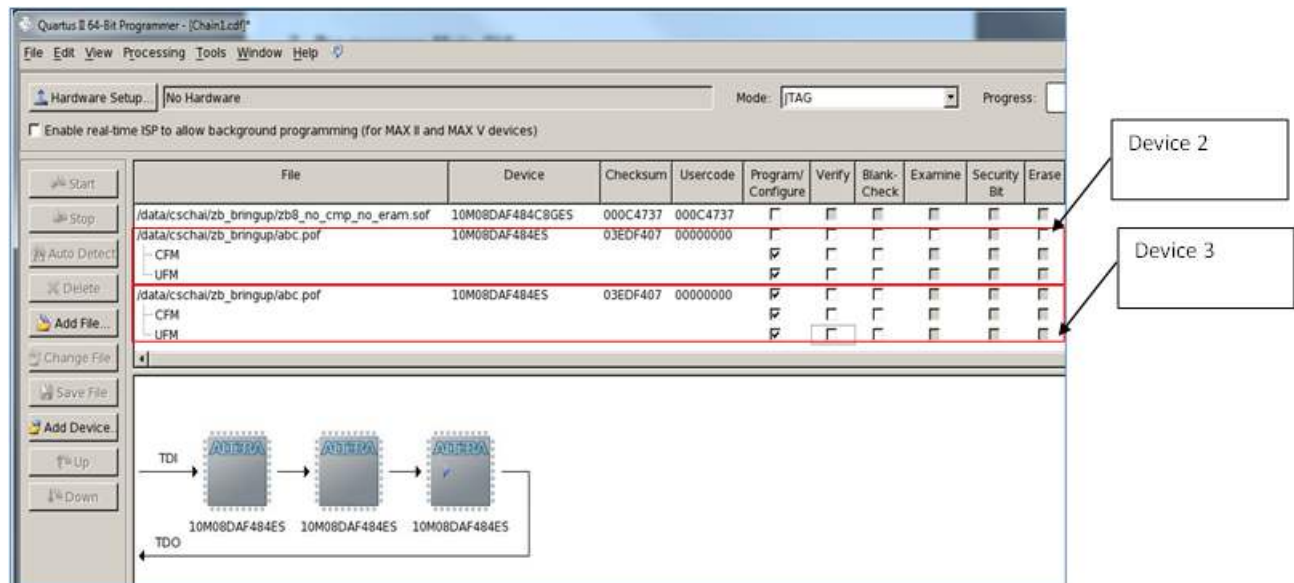 Quartus II 64-Bit Programmer - [Chain1.cdf]*
File Edit View Processing Tools Window Help
Hardware Setup... No Hardware Mode: JTAG Progress:
Enable real-time ISP to allow background programming (for MAX II and MAX V devices)
File Device Checksum Usercode Program/Configure Verify Blank-Check Examine Security Bit Erase
/data/cschai/zb_bringup/zb8_no_cmp_no_eram.sof 10M08DAF484C8GES 000C4737 000C4737
/data/cschai/zb_bringup/abc.pof 10M08DAF484ES 03EDF407 00000000
CFM
UFM
/data/cschai/zb_bringup/abc.pof 10M08DAF484ES 03EDF407 00000000
CFM
UFM
Start
Stop
Auto Detect
Delete
Add File...
Change File
Save File
Add Device.
Up
Down
Device 2
Device 3
TDI
ALTERA ALTERA ALTERA
10M08DAF484ES 10M08DAF484ES 10M08DAF484ES
TDO